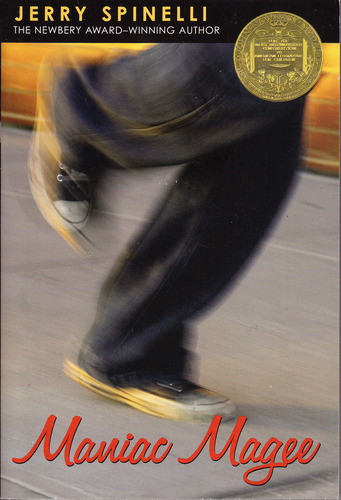 JERRY SPINELLI
THE NEWBERY AWARD–WINNING AUTHOR
Maniac Magee